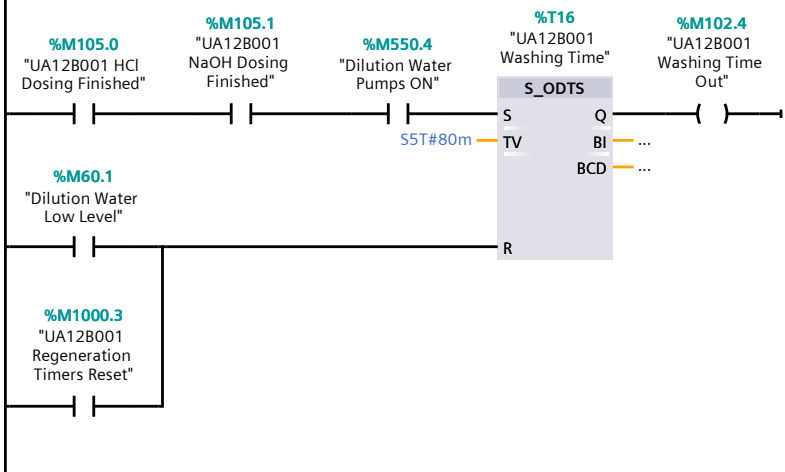 %T16
%M105.1
%M102.4
%M105.0
"UA12B001
%M550.4
"UA12B001
"UA12B001
"UA12B001 HCl
NaOH Dosing
"Dilution Water
Washing Time"
Washing Time
Dosing Finished"
Finished"
Pumps ON"
Out"
S_ODTS
S
Q
S5T#80m
TV
BI
...
BCD
...
%M60.1
"Dilution Water
Low Level"
R
%M1000.3
"UA12B001
Regeneration
Timers Reset"